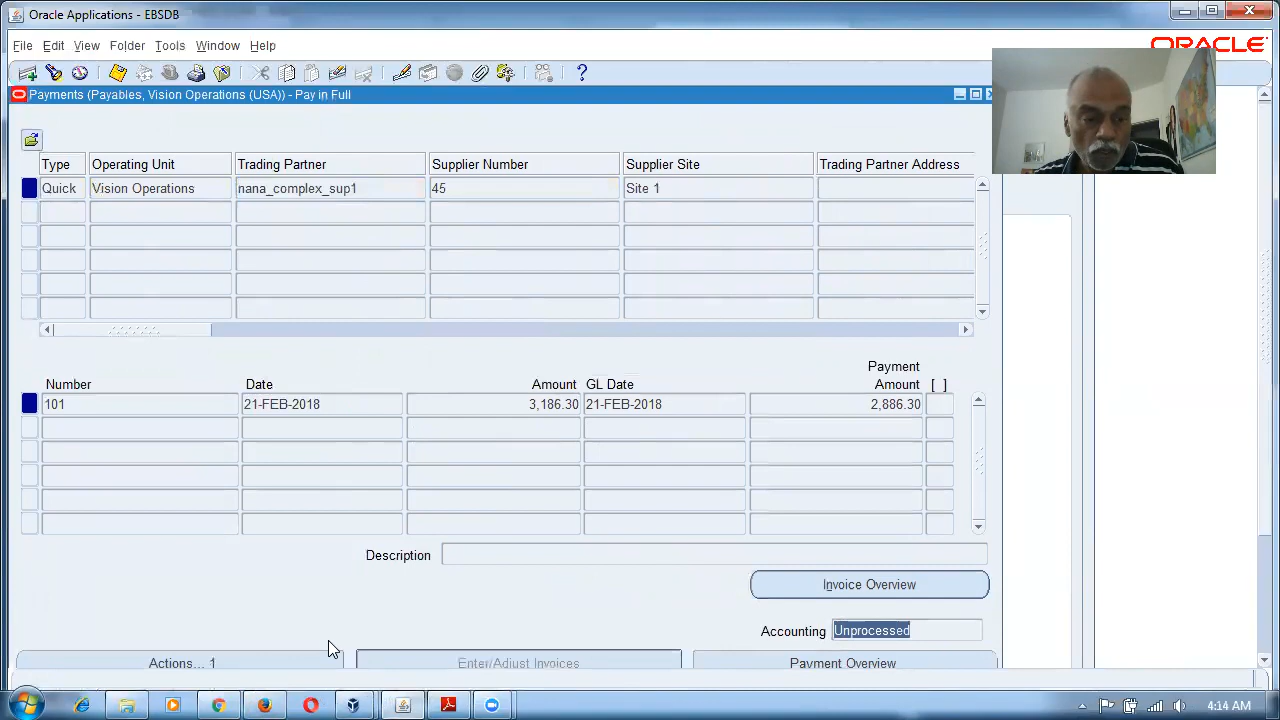 Oracle Applications - EBSDB
File Edit View Folder Tools Window Help
ORACLE
Payments (Payables, Vision Operations (USA)) - Pay in Full
Type Operating Unit Trading Partner Supplier Number Supplier Site Trading Partner Address
Quick Vision Operations nana_complex_sup1 45 Site 1
Payment
Number Date Amount GL Date Amount [ ]
101 21-FEB-2018 3,186.30 21-FEB-2018 2,886.30
Description
Invoice Overview
Accounting Unprocessed
Actions... 1 Enter/Adjust Invoices Payment Overview
4:14 AM